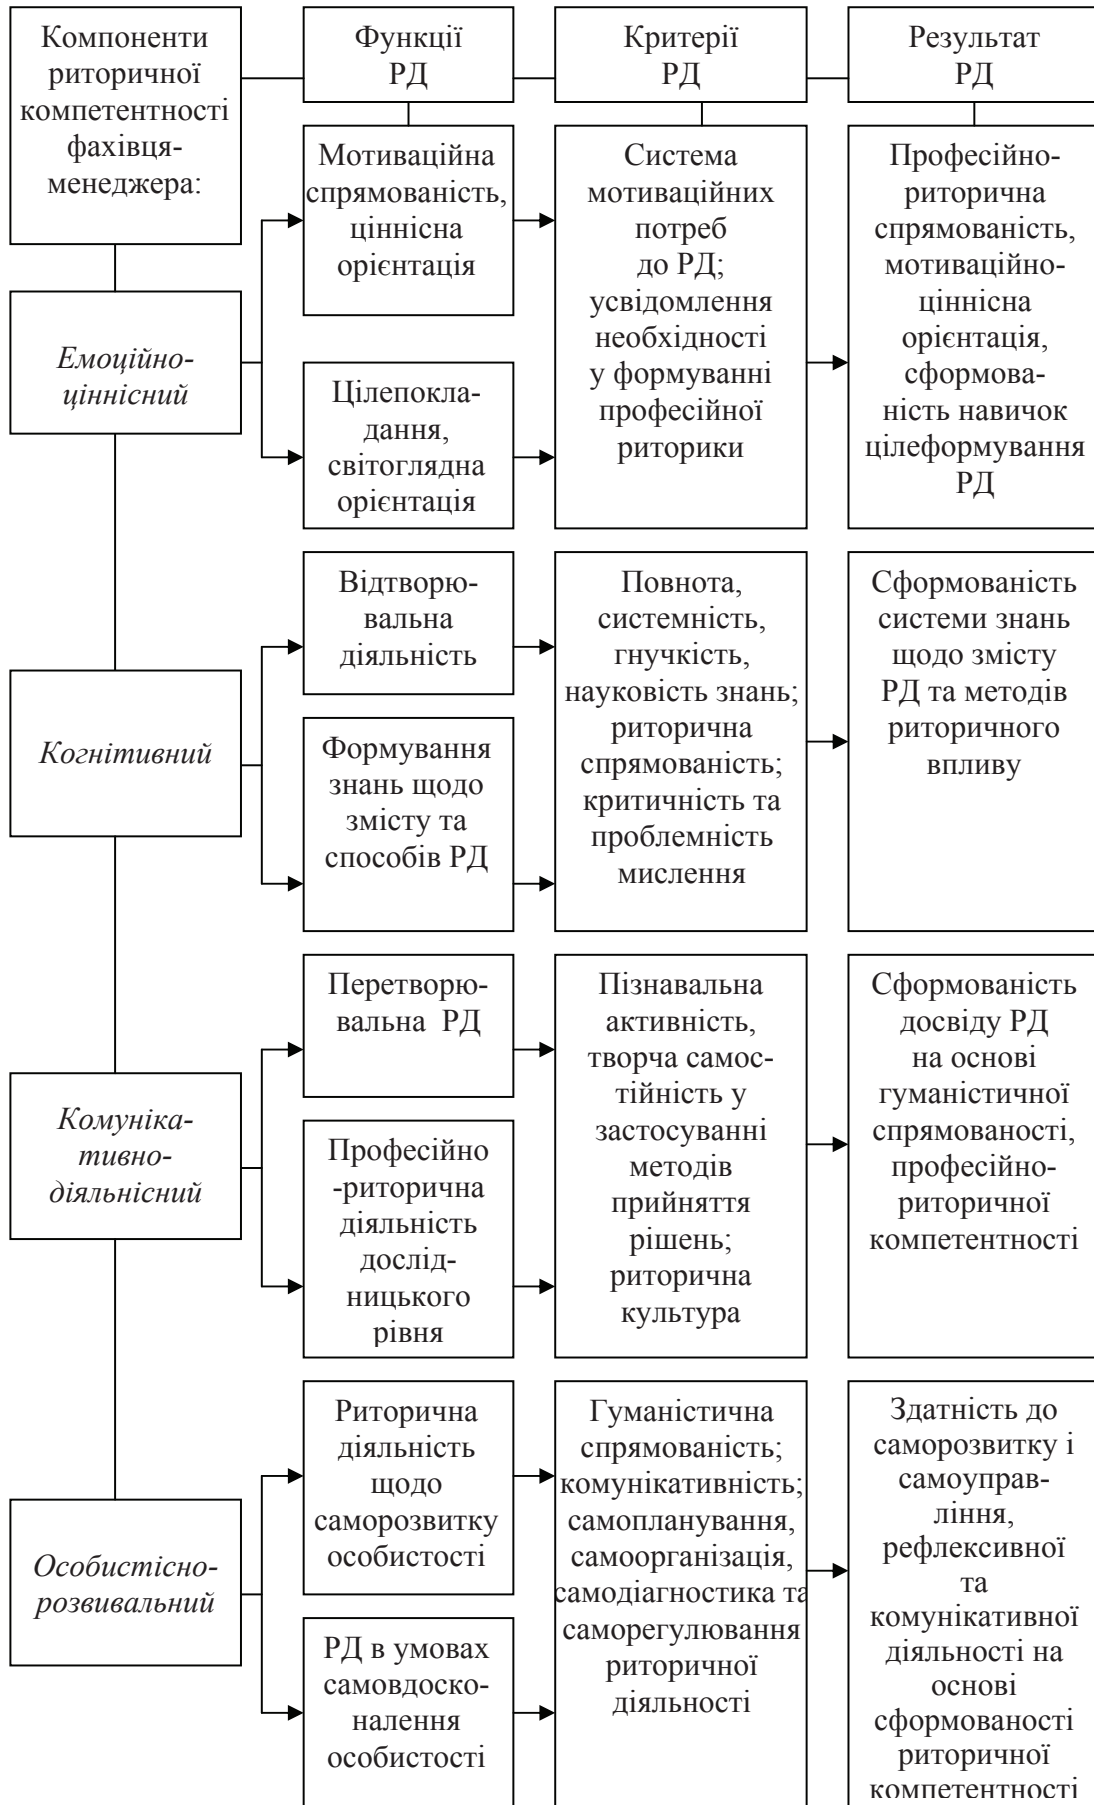 Компоненти
риторичної
компетентності
фахівця-
менеджера:
Функції
РД
Критерії
РД
Результат
РД
Емоційно-
ціннісний
Мотиваційна
спрямованість,
ціннісна
орієнтація
Цілепокла-
дання,
світоглядна
орієнтація
Система
мотиваційних
потреб
до РД;
усвідомлення
необхідності
у формуванні
професійної
риторики
Професійно-
риторична
спрямованість,
мотиваційно-
ціннісна
орієнтація,
сформова-
ність навичок
цілеформування
РД
Когнітивний
Відтворю-
вальна
діяльність
Формування
знань щодо
змісту та
способів РД
Повнота,
системність,
гнучкість,
науковість знань;
риторична
спрямованість;
критичність та
проблемність
мислення
Сформованість
системи знань
щодо змісту
РД та методів
риторичного
впливу
Комуніка-
тивно-
діяльнісний
Перетворю-
вальна РД
Професійно
-риторична
діяльність
дослід-
ницького
рівня
Пізнавальна
активність,
творча самос-
тійність у
застосуванні
методів
прийняття
рішень;
риторична
культура
Сформованість
досвіду РД
на основі
гуманістичної
спрямованості,
професійно-
риторичної
компетентності
Особистісно-
розвивальний
Риторична
діяльність
щодо
саморозвитку
особистості
РД в умовах
самовдоско-
налення
особистості
Гуманістична
спрямованість;
комунікативність;
самопланування,
самоорганізація,
самодіагностика та
саморегулювання
риторичної
діяльності
Здатність до
саморозвитку і
самоуправ-
ління,
рефлексивної
та
комунікативної
діяльності на
основі
сформованості
риторичної
компетентності